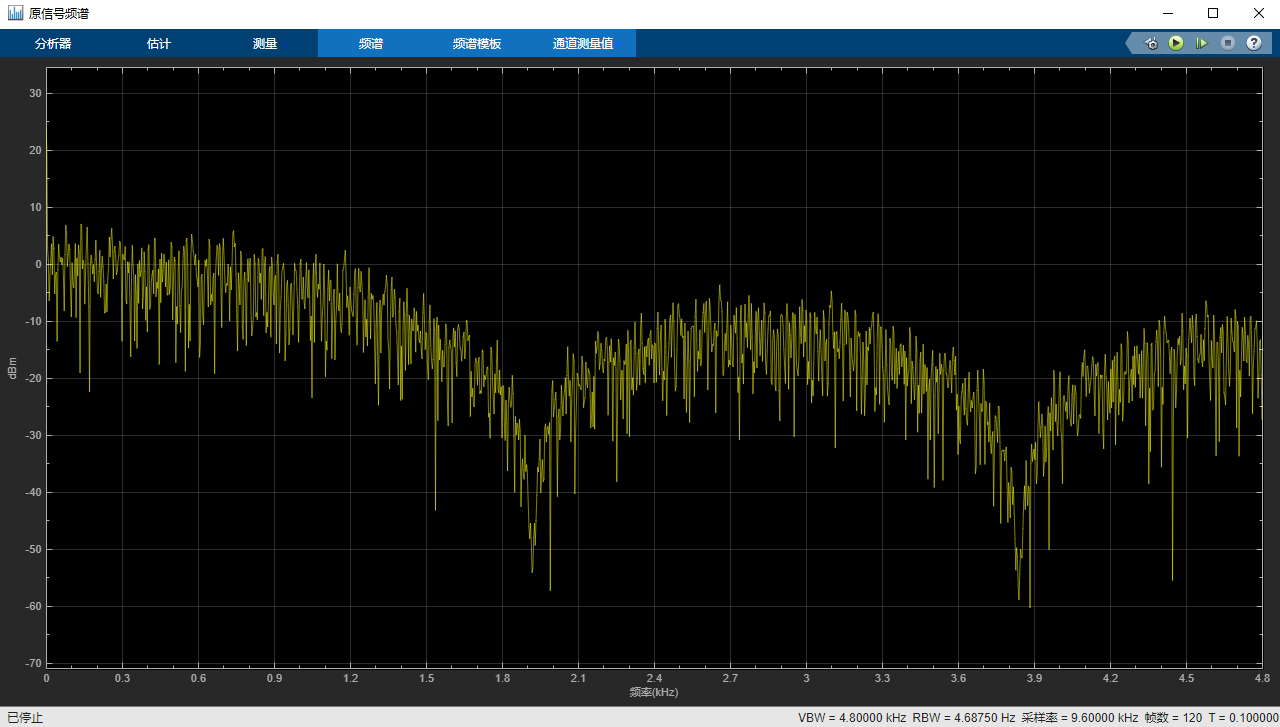 原信号频谱
分析器 估计 测量 频谱 频谱模板 通道测量值
30
20
10
0
-10
-20
-30
-40
-50
-60
-70
dBm
0 0.3 0.6 0.9 1.2 1.5 1.8 2.1 2.4 2.7 3 3.3 3.6 3.9 4.2 4.5 4.8
频率(kHz)
已停止 VBW = 4.80000 kHz RBW = 4.68750 Hz 采样率 = 9.60000 kHz 帧数 = 120 T = 0.100000